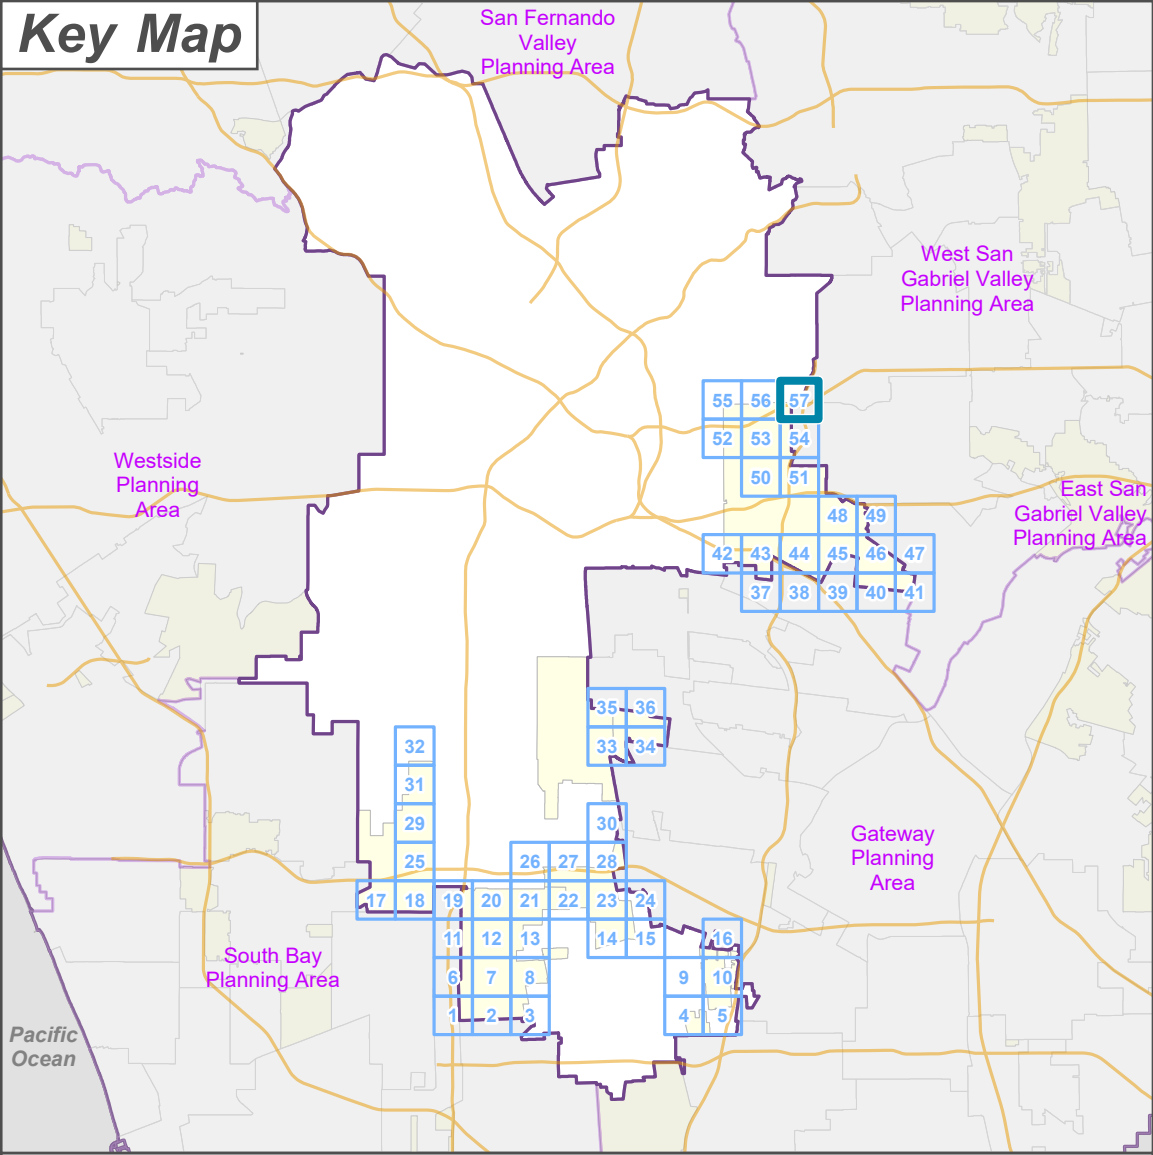 Key Map
San Fernando
Valley
Planning Area
West San
Gabriel Valley
Planning Area
55 56 57
52 53 54
Westside
Planning
Area
50 51
East San
Gabriel Valley
Planning Area
48 49
42 43 44 45 46 47
37 38 39 40 41
35 36
32
33 34
31
29
30
Gateway
Planning
Area
25
26 27 28
17 18 19 20 21 22 23 24
11 12 13 14 15 16
South Bay
Planning Area
6 7 8 9 10
1 2 3 4 5
Pacific
Ocean